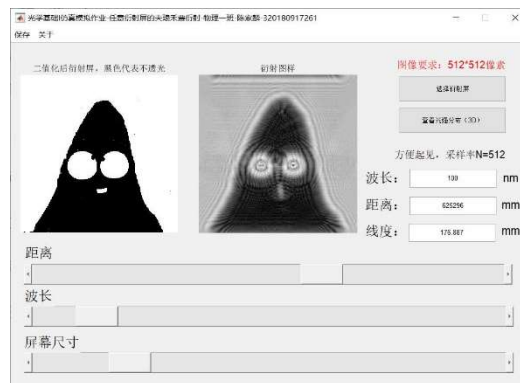 光学基础仿真模拟作业-任意衍射屏的夫琅禾费衍射-物理一班-陈家麟-320180917261
保存 关于
二值化后衍射屏，黑色代表不透光
衍射图样
图像要求：512*512像素
选择衍射屏
查看光强分布（3D）
方便起见，采样率N=512
波长： 100 nm
距离： 625296 mm
线度： 176.887 mm
距离
波长
屏幕尺寸